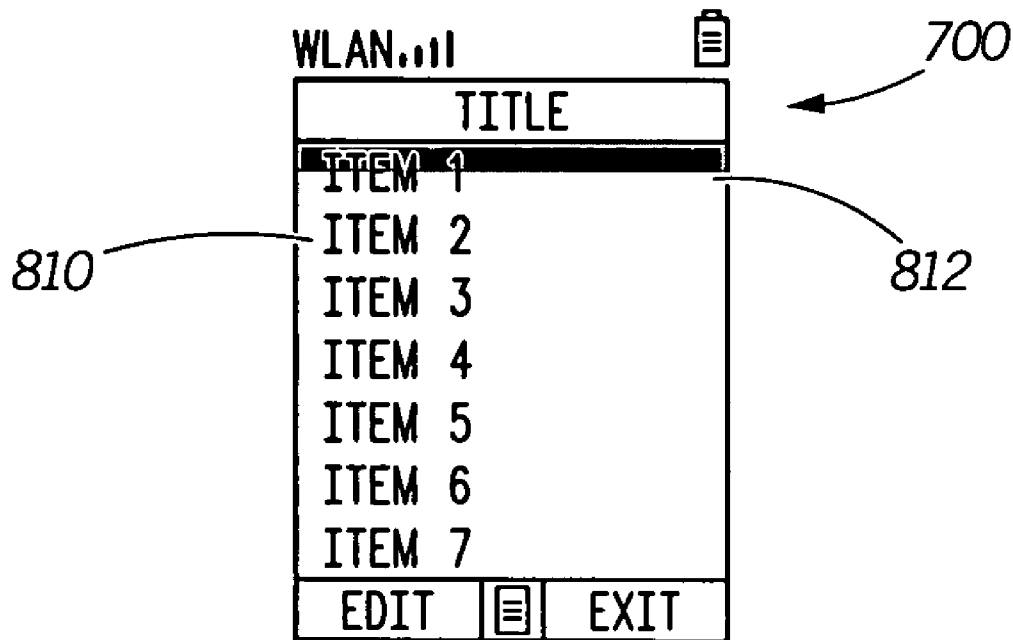 WLAN 700
TITLE
ITEM 1
ITEM 2
810 812
ITEM 3
ITEM 4
ITEM 5
ITEM 6
ITEM 7
EDIT EXIT